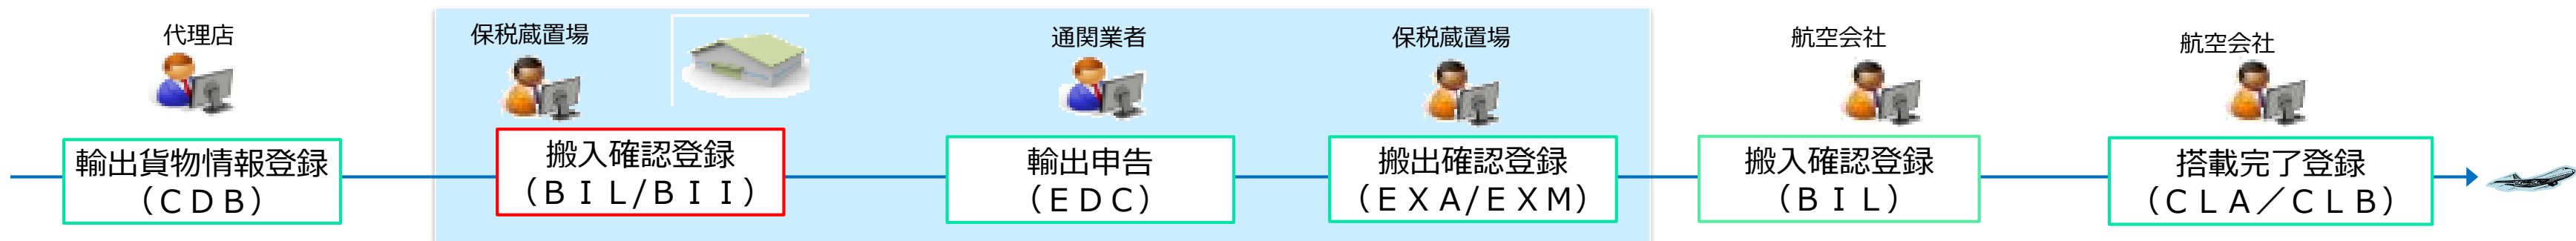 代理店
輸出貨物情報登録
（ＣＤＢ）
保税蔵置場
搬入確認登録
（ＢＩＬ/ＢＩＩ）
通関業者
輸出申告
（ＥＤＣ）
保税蔵置場
搬出確認登録
（ＥＸＡ/ＥＸＭ）
航空会社
搬入確認登録
（ＢＩＬ）
航空会社
搭載完了登録
（ＣＬＡ／ＣＬＢ）